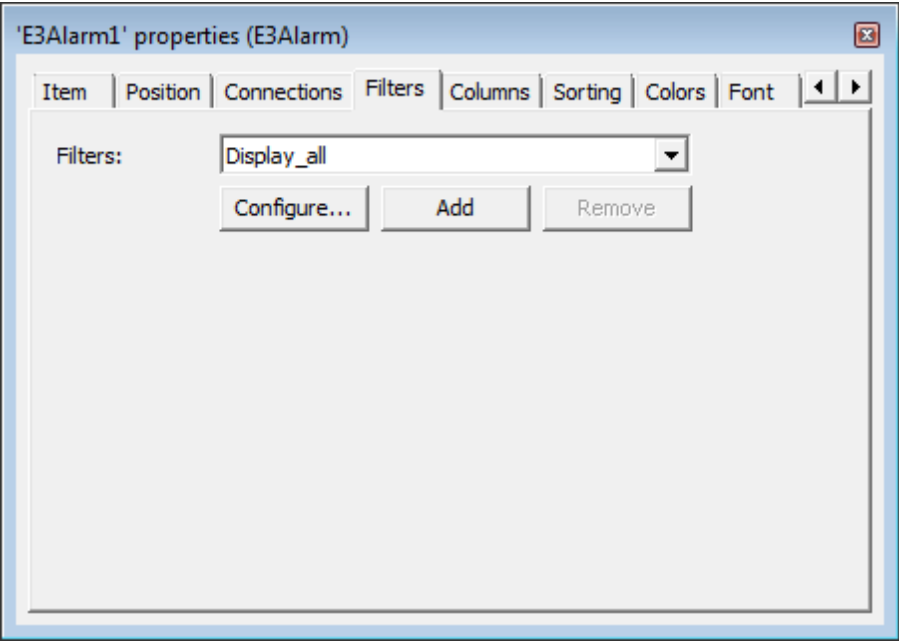 'E3Alarm1' properties (E3Alarm)
Item Position Connections Filters Columns Sorting Colors Font
Filters: Display_all
Configure... Add Remove